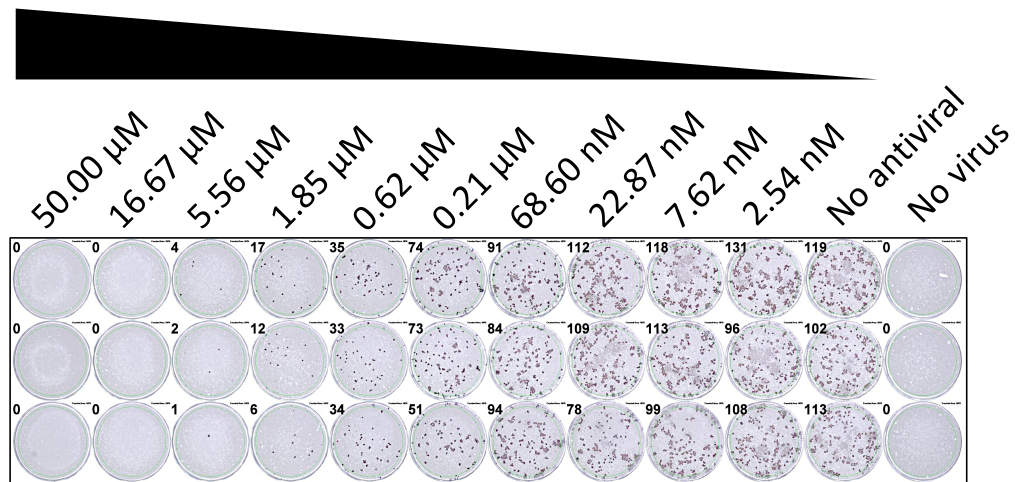 50.00 µM
16.67 µM
5.56 µM
1.85 µM
0.62 µM
0.21 µM
68.60 nM
22.87 nM
7.62 nM
2.54 nM
No antiviral
No virus
0 0 4 17 35 74 91 112 118 131 119 0
0 0 2 12 33 73 84 109 113 96 102 0
0 0 1 6 34 51 94 78 99 108 113 0